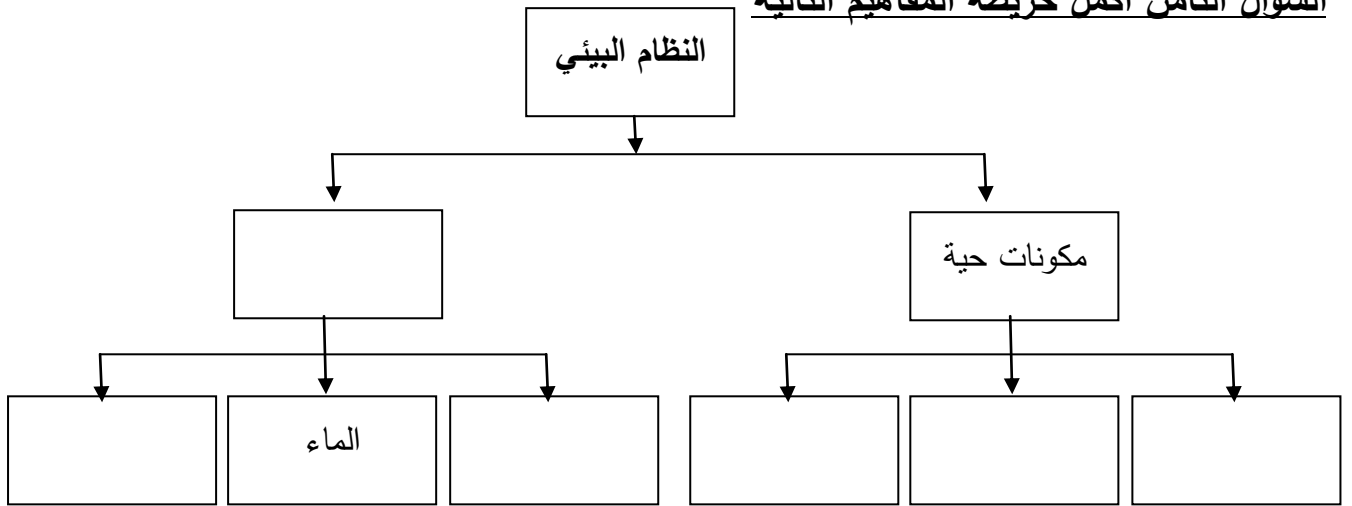 السؤال الثامن أكمل خريطة المفاهيم التالية
النظام البيئي
مكونات حية
الماء